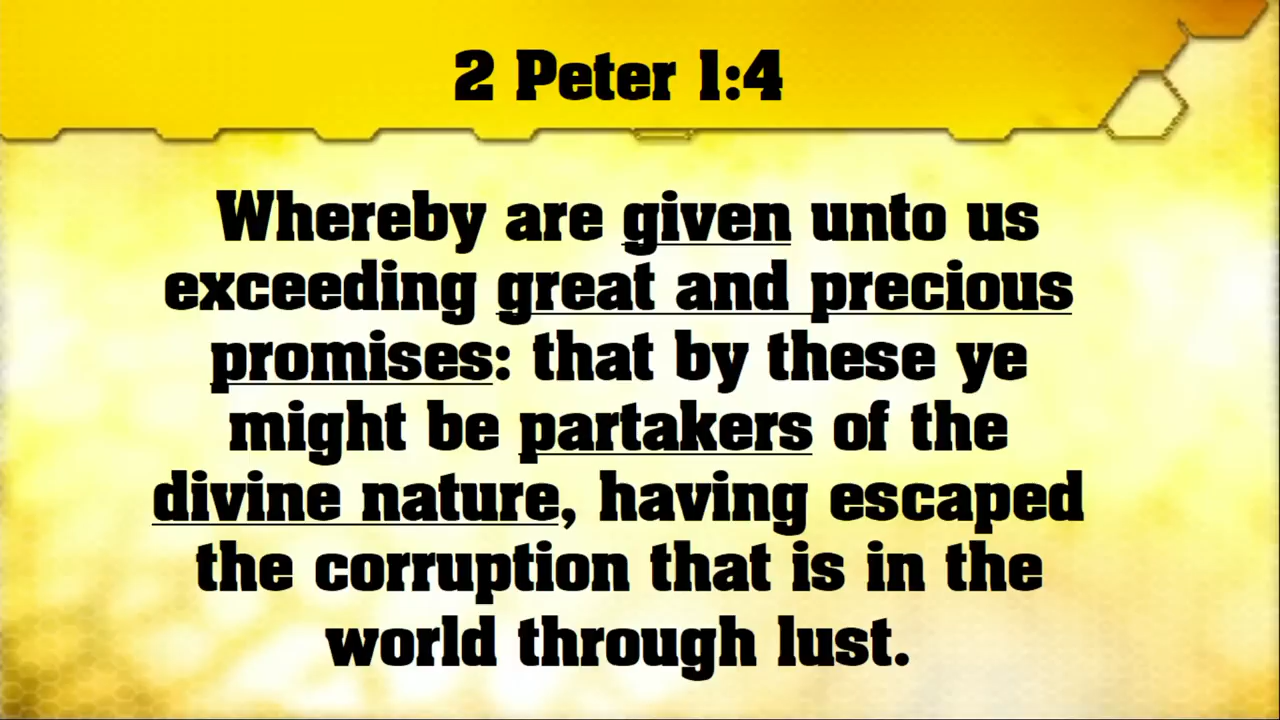 2 Peter 1:4
Whereby are given unto us
exceeding great and precious
promises: that by these ye
might be partakers of the
divine nature, having escaped
the corruption that is in the
world through lust.